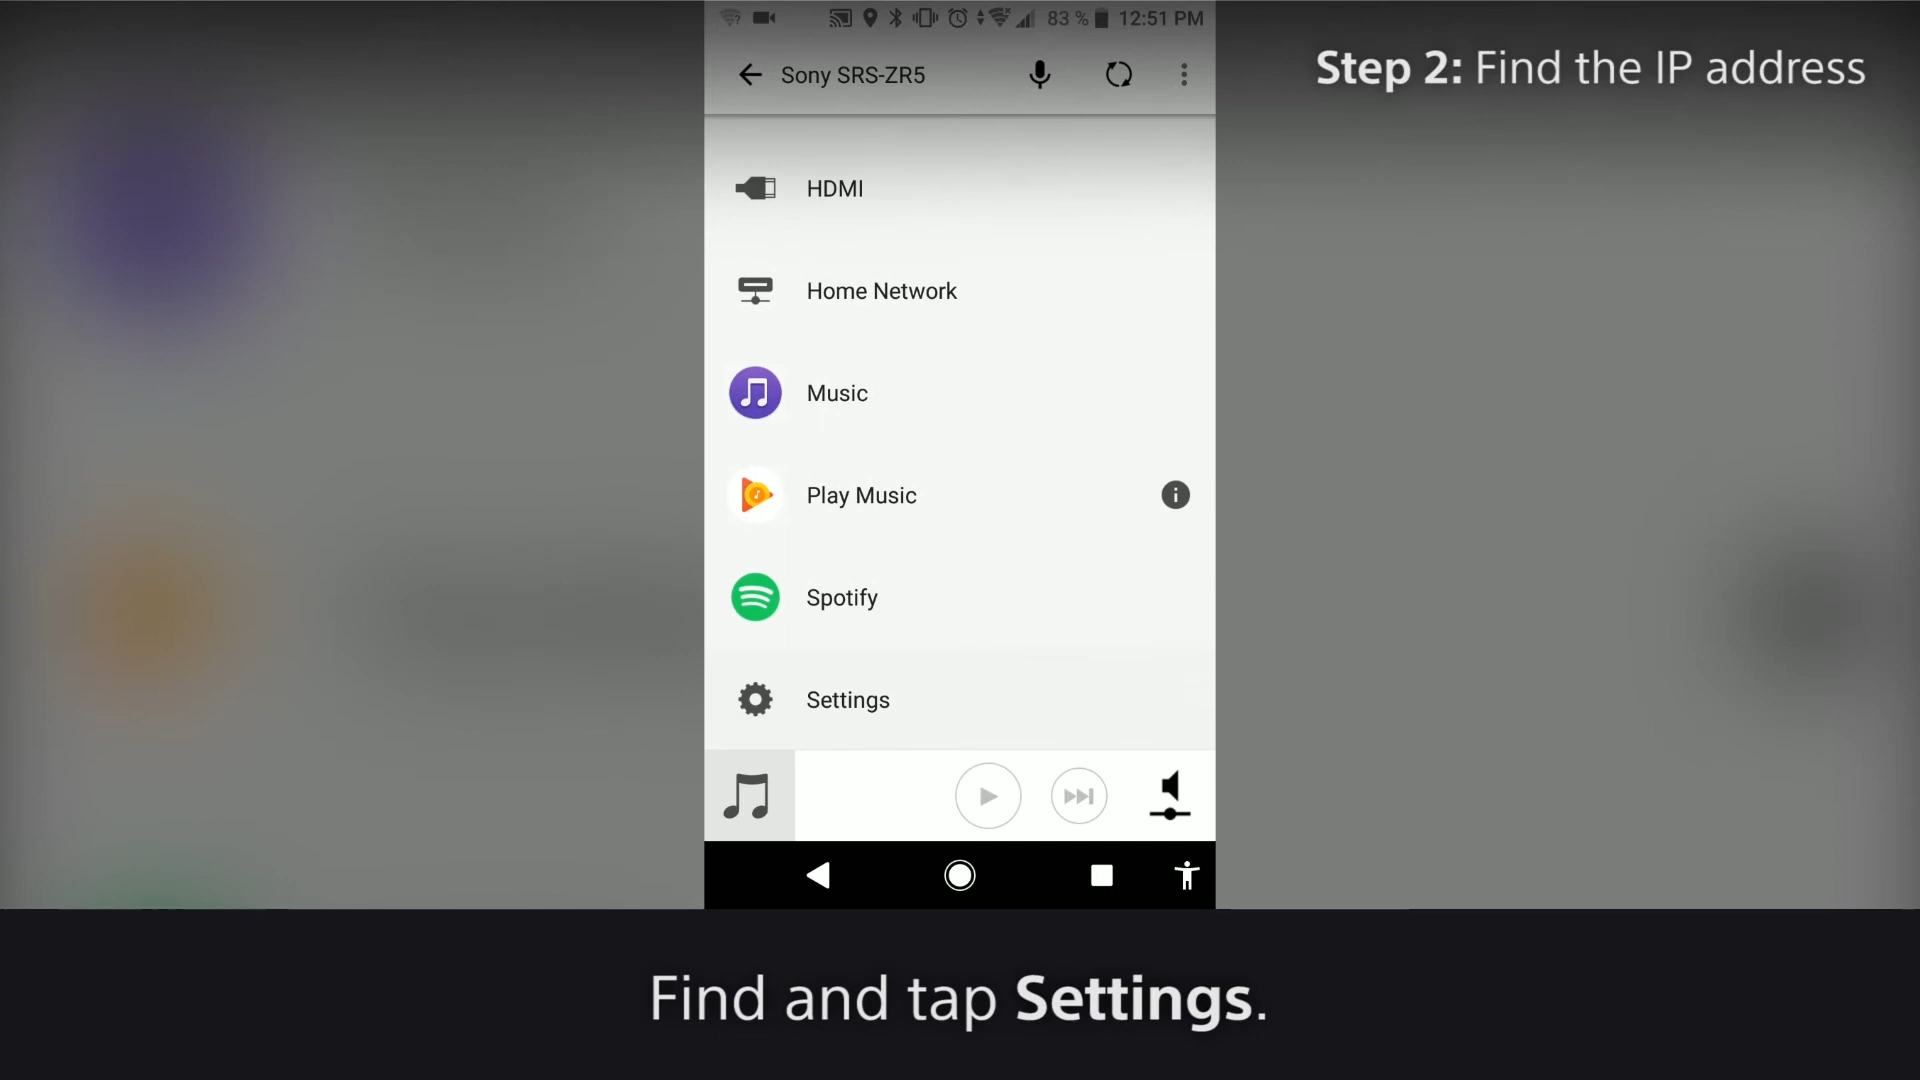 83 % 12:51 PM
Sony SRS-ZR5
Step 2: Find the IP address
HDMI
Home Network
Music
Play Music
Spotify
Settings
Find and tap Settings.